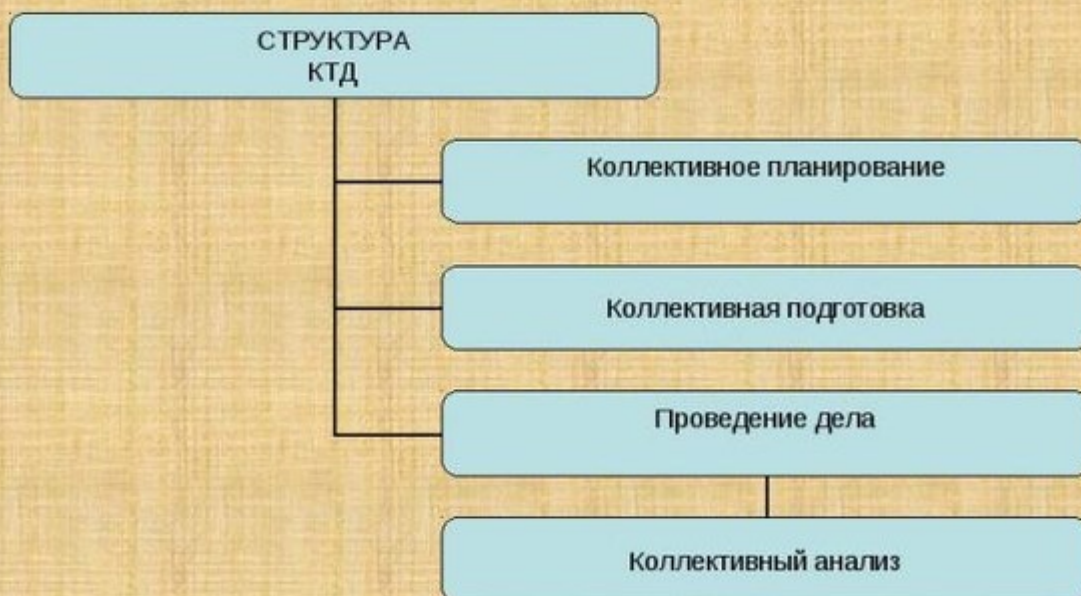 СТРУКТУРА
КТД
Коллективное планирование
Коллективная подготовка
Проведение дела
Коллективный анализ